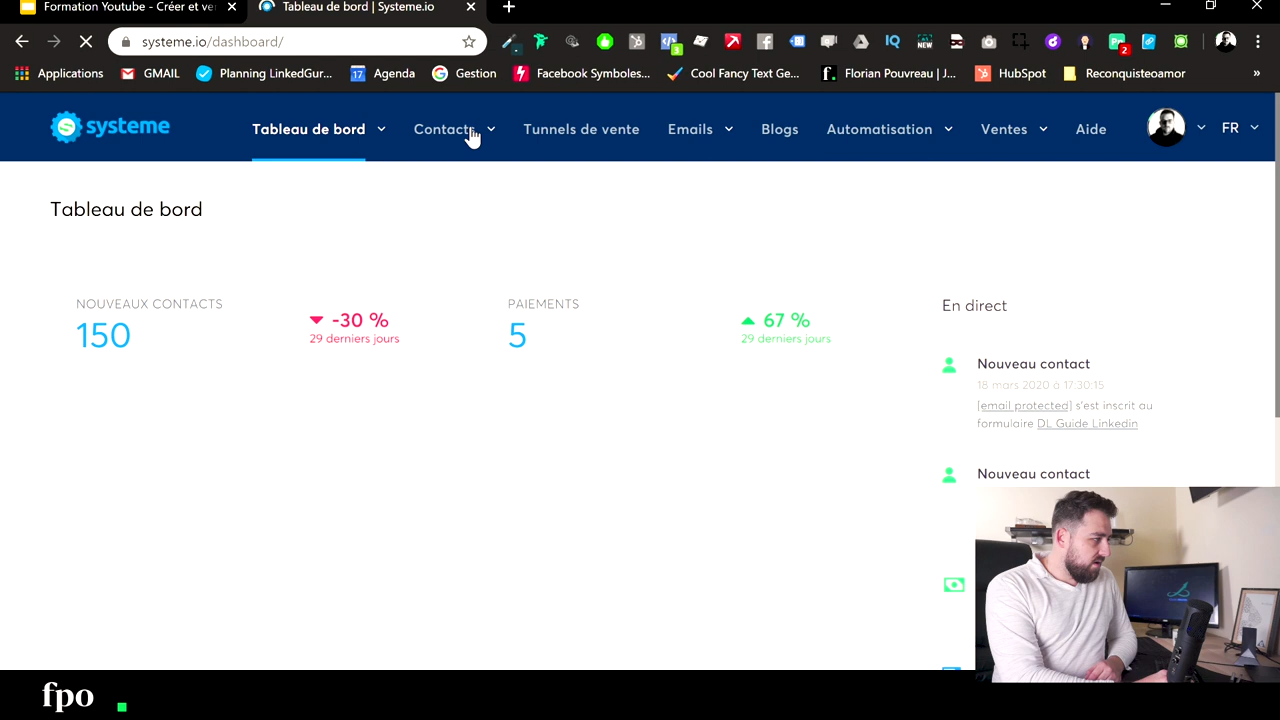 Formation Youtube - Créer et ve
Tableau de bord | Systeme.io
systeme.io/dashboard/
Applications
GMAIL
Planning LinkedGur...
Agenda
Gestion
Facebook Symboles...
Cool Fancy Text Ge...
Florian Pouvreau | J...
HubSpot
Reconquisteoamor
systeme
Tableau de bord
Contacts
Tunnels de vente
Emails
Blogs
Automatisation
Ventes
Aide
FR
Tableau de bord
NOUVEAUX CONTACTS
150
-30 %
29 derniers jours
PAIEMENTS
5
67 %
29 derniers jours
En direct
Nouveau contact
18 mars 2020 à 17:30:15
[email protected] s'est inscrit au
formulaire DL Guide Linkedin
Nouveau contact
fpo